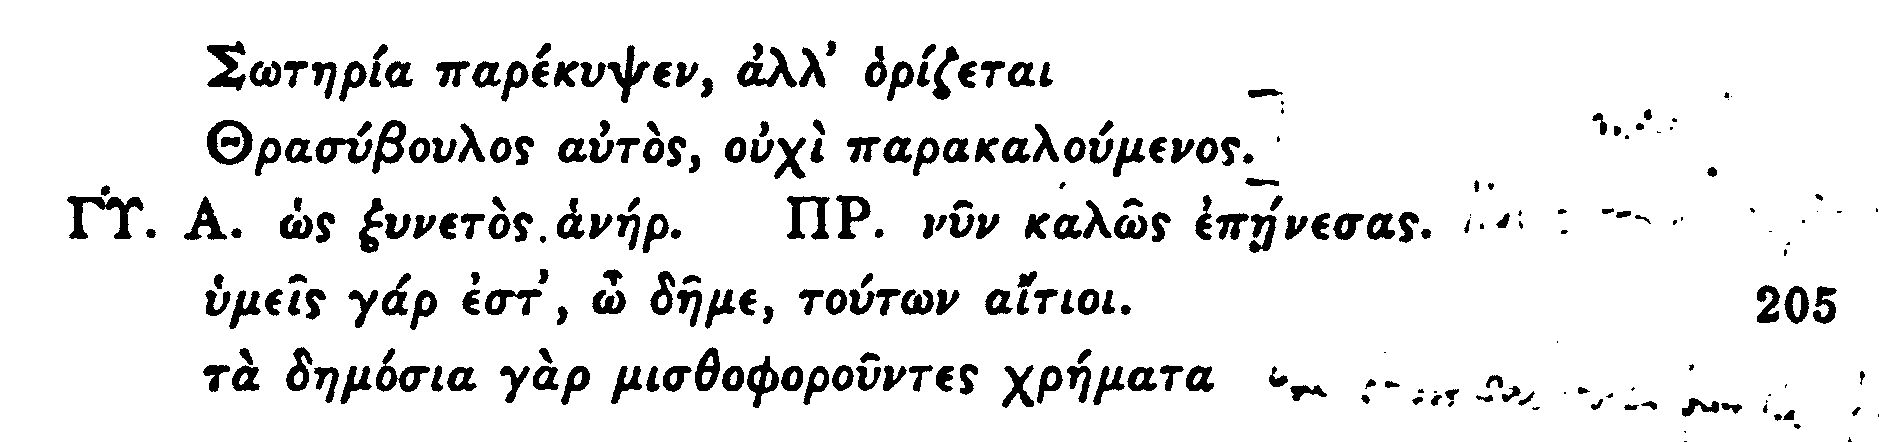 Σωτηρία παρέκυψεν, ἀλλ’ ὁρίζεται
Θρασύβουλος αὐτὸς, οὐχὶ παρακαλούμενος.
ΓΥ. Α. ὡς ξυνετὸς ἁνήρ. ΠΡ. νῦν καλῶς ἐπῄνεσας.
ὑμεῖς γάρ ἐστ’, ὦ δῆμε, τούτων αἴτιοι. 205
τὰ δημόσια γὰρ μισθοφοροῦντες χρήματα